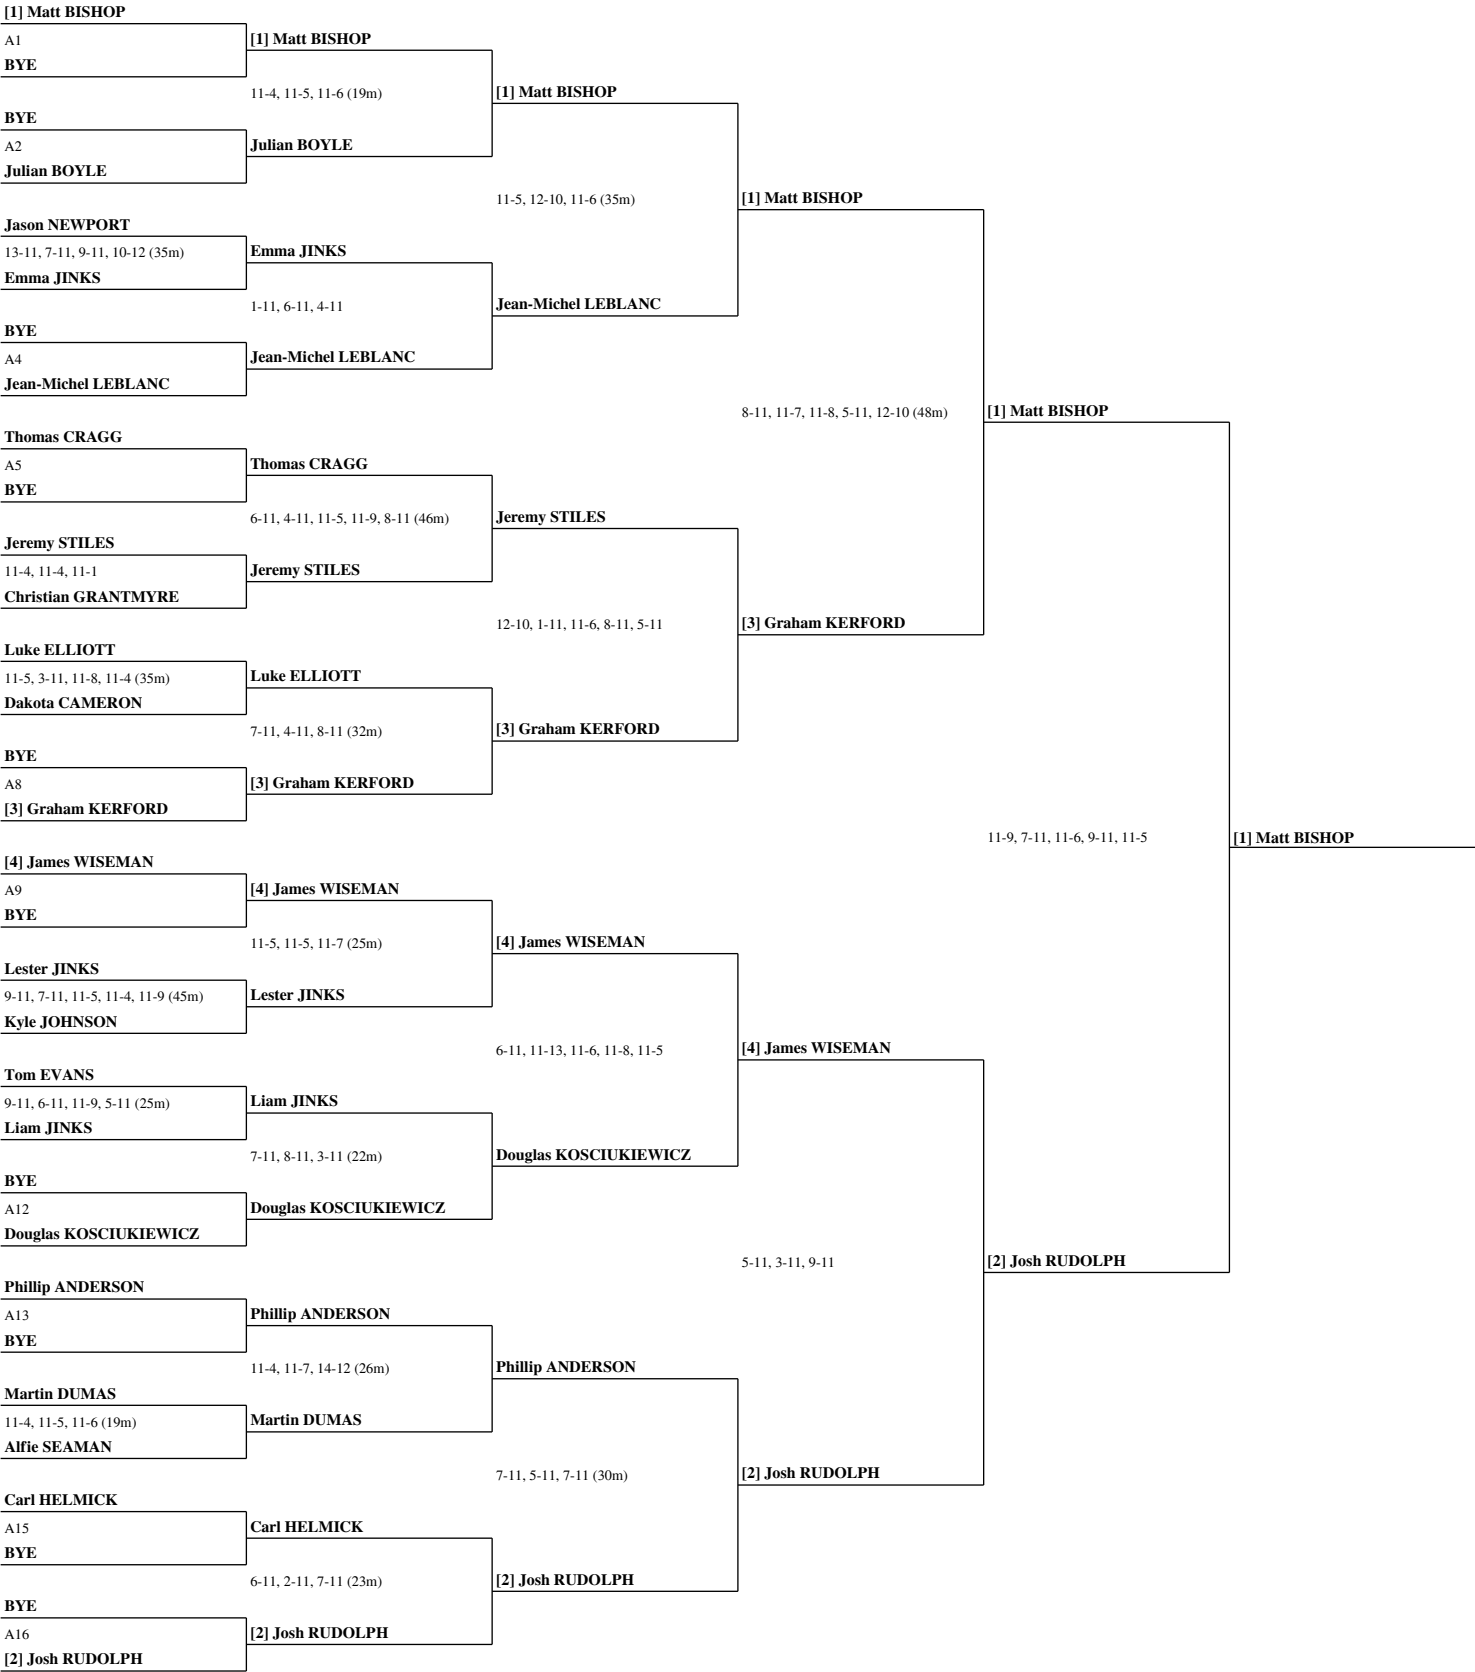 [1] Matt BISHOP
A1
BYE
BYE
A2
Julian BOYLE
Jason NEWPORT
13-11, 7-11, 9-11, 10-12 (35m)
Emma JINKS
BYE
A4
Jean-Michel LEBLANC
Thomas CRAGG
A5
BYE
Jeremy STILES
11-4, 11-4, 11-1
Christian GRANTMYRE
Luke ELLIOTT
11-5, 3-11, 11-8, 11-4 (35m)
Dakota CAMERON
BYE
A8
[3] Graham KERFORD
[4] James WISEMAN
A9
BYE
Lester JINKS
9-11, 7-11, 11-5, 11-4, 11-9 (45m)
Kyle JOHNSON
Tom EVANS
9-11, 6-11, 11-9, 5-11 (25m)
Liam JINKS
BYE
A12
Douglas KOSCIUKIEWICZ
Phillip ANDERSON
A13
BYE
Martin DUMAS
11-4, 11-5, 11-6 (19m)
Alfie SEAMAN
Carl HELMICK
A15
BYE
BYE
A16
[2] Josh RUDOLPH
[1] Matt BISHOP
11-4, 11-5, 11-6 (19m)
Julian BOYLE
Emma JINKS
1-11, 6-11, 4-11
Jean-Michel LEBLANC
Thomas CRAGG
6-11, 4-11, 11-5, 11-9, 8-11 (46m)
Jeremy STILES
Luke ELLIOTT
7-11, 4-11, 8-11 (32m)
[3] Graham KERFORD
[4] James WISEMAN
11-5, 11-5, 11-7 (25m)
Lester JINKS
Liam JINKS
7-11, 8-11, 3-11 (22m)
Douglas KOSCIUKIEWICZ
Phillip ANDERSON
11-4, 11-7, 14-12 (26m)
Martin DUMAS
Carl HELMICK
6-11, 2-11, 7-11 (23m)
[2] Josh RUDOLPH
[1] Matt BISHOP
11-5, 12-10, 11-6 (35m)
Jean-Michel LEBLANC
Jeremy STILES
12-10, 1-11, 11-6, 8-11, 5-11
[3] Graham KERFORD
[4] James WISEMAN
6-11, 11-13, 11-6, 11-8, 11-5
Douglas KOSCIUKIEWICZ
Phillip ANDERSON
7-11, 5-11, 7-11 (30m)
[2] Josh RUDOLPH
[1] Matt BISHOP
8-11, 11-7, 11-8, 5-11, 12-10 (48m)
[3] Graham KERFORD
[4] James WISEMAN
5-11, 3-11, 9-11
[2] Josh RUDOLPH
[1] Matt BISHOP
11-9, 7-11, 11-6, 9-11, 11-5
[2] Josh RUDOLPH
[1] Matt BISHOP